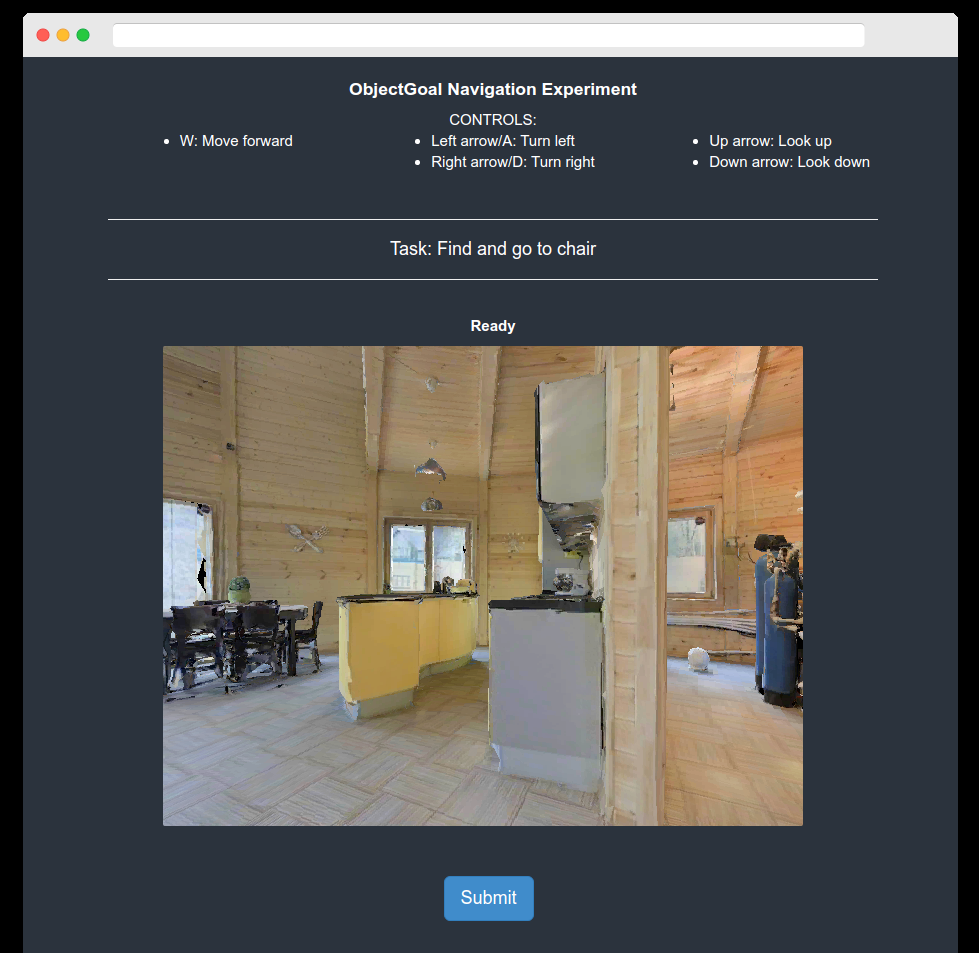 ObjectGoal Navigation Experiment
CONTROLS:
W: Move forward
Left arrow/A: Turn left
Right arrow/D: Turn right
Up arrow: Look up
Down arrow: Look down
Task: Find and go to chair
Ready
Submit